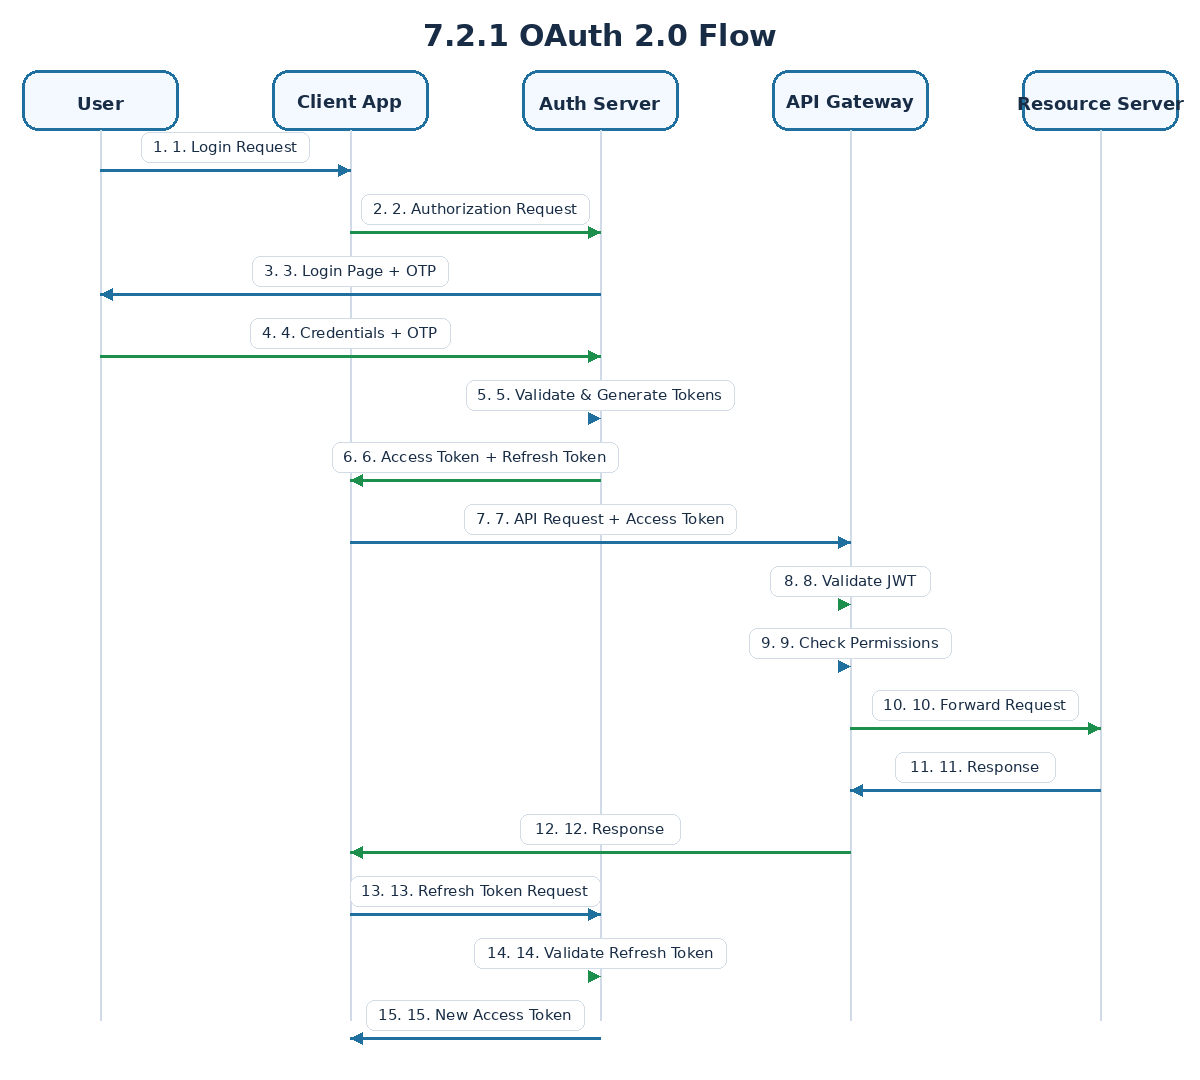 7.2.1 OAuth 2.0 Flow
User
Client App
Auth Server
API Gateway
Resource Server
1. 1. Login Request
2. 2. Authorization Request
3. 3. Login Page + OTP
4. 4. Credentials + OTP
5. 5. Validate & Generate Tokens
6. 6. Access Token + Refresh Token
7. 7. API Request + Access Token
8. 8. Validate JWT
9. 9. Check Permissions
10. 10. Forward Request
11. 11. Response
12. 12. Response
13. 13. Refresh Token Request
14. 14. Validate Refresh Token
15. 15. New Access Token